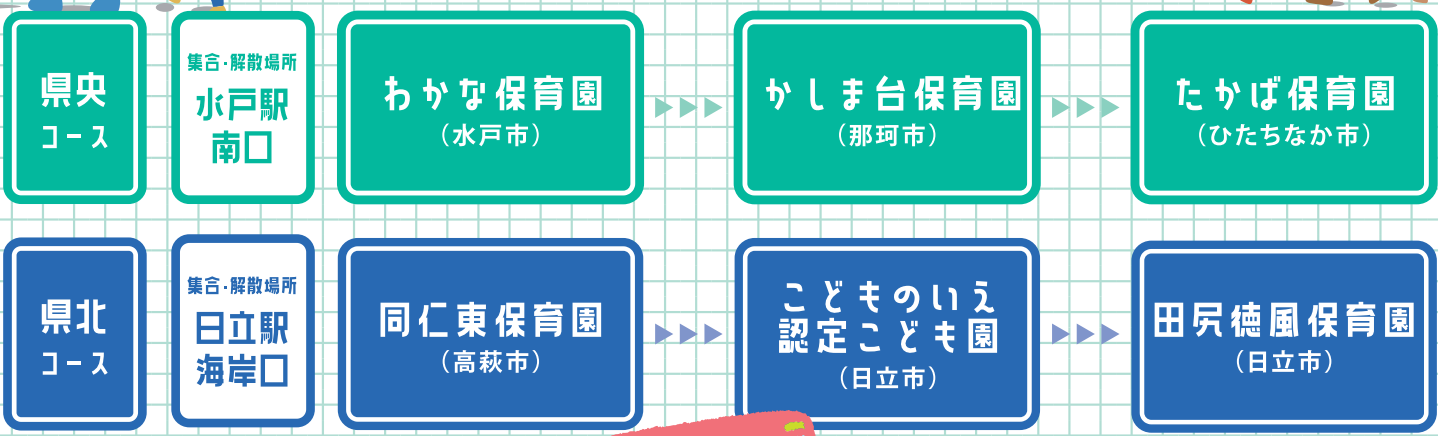 県央
コース
集合・解散場所
水戸駅
南口
わかな保育園
（水戸市）
かしま台保育園
（那珂市）
たかば保育園
（ひたちなか市）
県北
コース
集合・解散場所
日立駅
海岸口
同仁東保育園
（高萩市）
こどものいえ
認定こども園
（日立市）
田尻徳風保育園
（日立市）